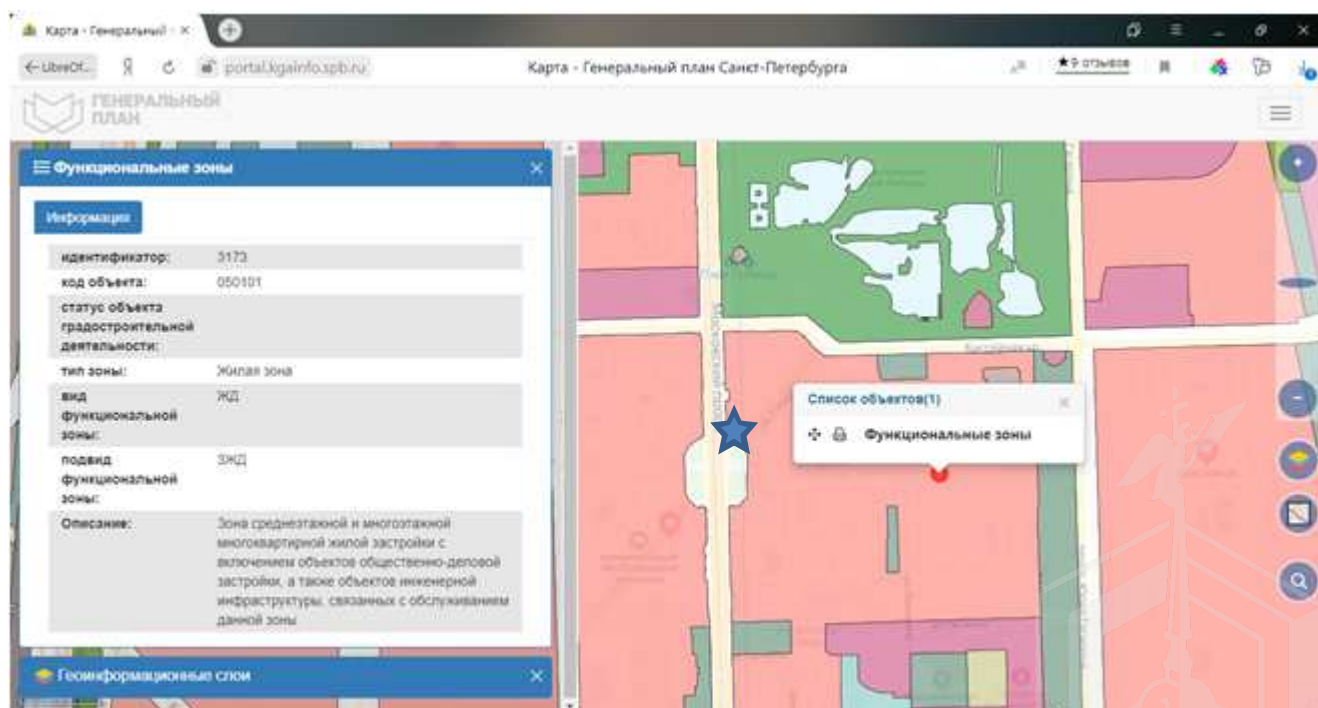 Карта - Генеральный - ×
←LibreOf...
Я
portal.kgainfo.spb.ru
Карта - Генеральный план Санкт-Петербурга
★9 отзывов
ГЕНЕРАЛЬНЫЙ
ПЛАН
Функциональные зоны
Информация
идентификатор: 3173
код объекта: 050101
статус объекта
градостроительной
деятельности:
тип зоны: Жилая зона
вид ЖД
функциональной
зоны:
подвид 3ЖД
функциональной
зоны:
Описание: Зона среднеэтажной и многоэтажной
многоквартирной жилой застройки с
включением объектов общественно-деловой
застройки, а также объектов инженерной
инфраструктуры, связанных с обслуживанием
данной зоны
Геоинформационные слои
Московский
Список объектов(1)
Функциональные зоны